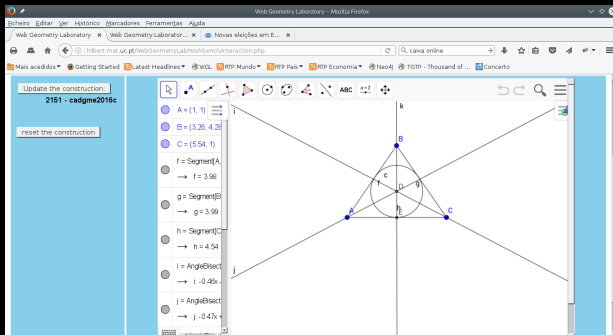 Web Geometry Laboratory - Mozilla Firefox
Ficheiro Editar Ver Histórico Marcadores Ferramentas Ajuda
Web Geometry Laboratory × Web Geometry Laborator... × Novas eleições em E... ×
hilbert.mat.uc.pt/WebGeometryLab/Workbench/interaction.php
caixa online
Mais acedidos Getting Started Latest Headlines WGL RTP Mundo RTP País RTP Economia Neo4j TGTP - Thousand of ... Concerto
Update the construction:
2151 - cadgme2016c
reset the construction
ABC a=2
A = (1, 1)
B = (3.26, 4.28
C = (5.54, 1)
f = Segment[A,
→ f = 3.98
g = Segment[B
→ g = 3.99
h = Segment[C
→ h = 4.54
i = AngleBisect
→ i: -0.46x -
j = AngleBisect
→ j: -0.47x +
k
i
B
c
f
g
D
A
h
E
C
j